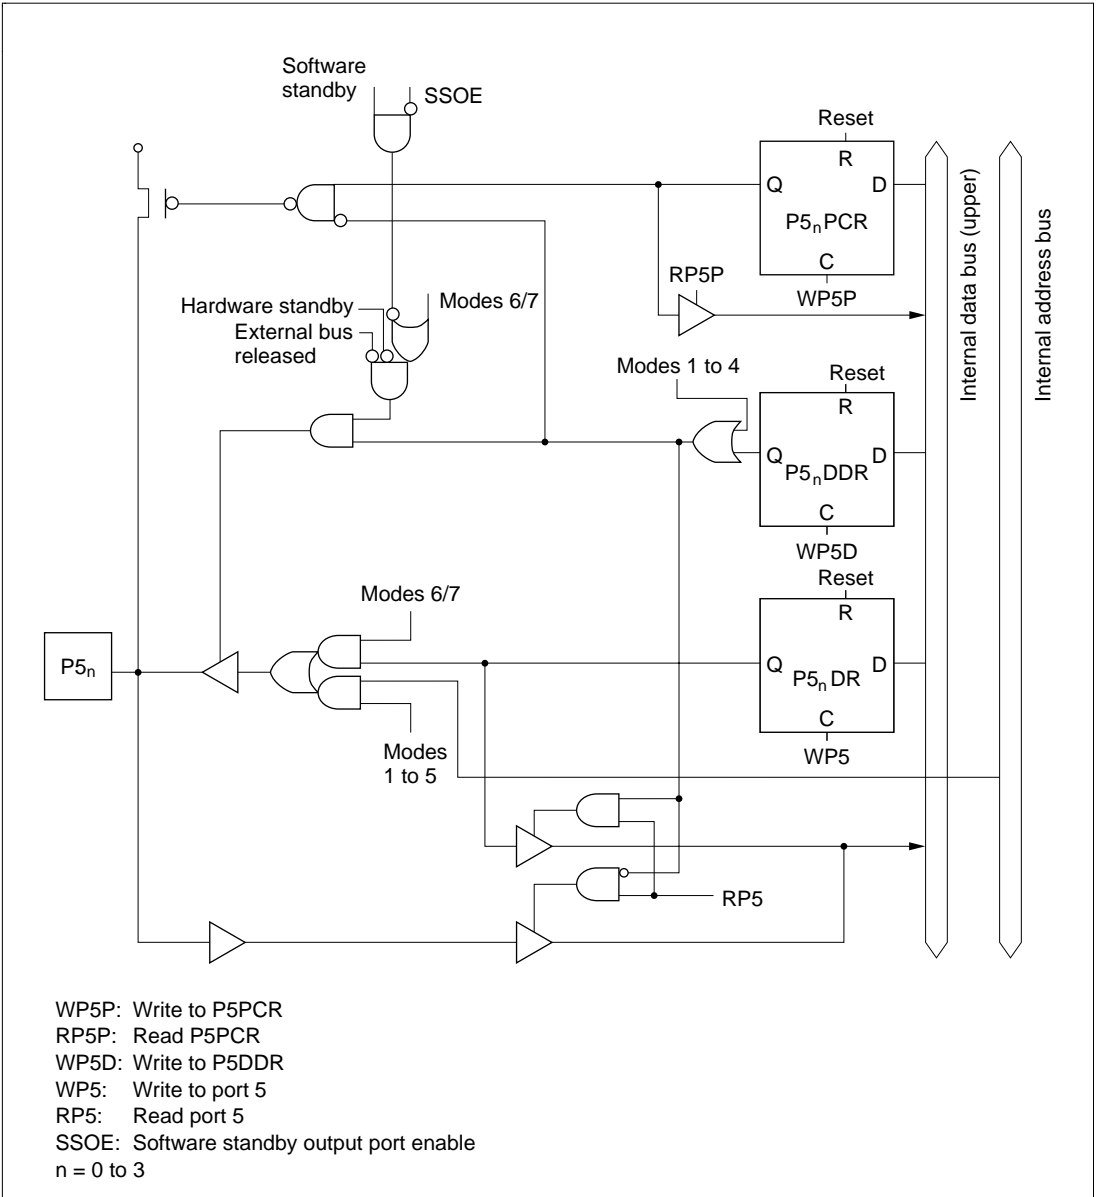 Software
standby
SSOE
Reset
R
Q
D
P5nPCR
C
WP5P
RP5P
Hardware standby
External bus
released
Modes 6/7
Modes 1 to 4
Reset
R
Q
D
P5nDDR
C
WP5D
Reset
R
Q
D
P5n DR
C
WP5
Modes 6/7
P5n
Modes
1 to 5
RP5
Internal data bus (upper)
Internal address bus
WP5P: Write to P5PCR
RP5P: Read P5PCR
WP5D: Write to P5DDR
WP5: Write to port 5
RP5: Read port 5
SSOE: Software standby output port enable
n = 0 to 3